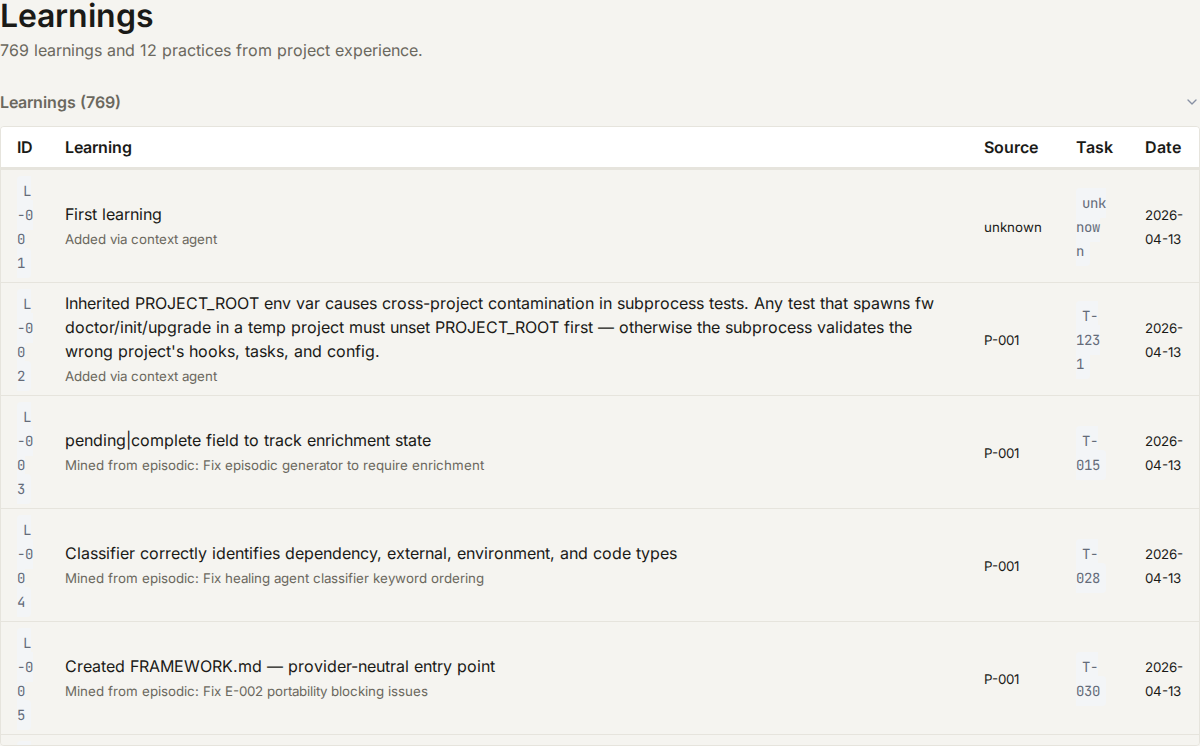 Learnings
769 learnings and 12 practices from project experience.
Learnings (769)
ID Learning Source Task Date
L
-0
0
1
First learning
Added via context agent
unknown
unk
now
n
2026-
04-13
L
-0
0
2
Inherited PROJECT_ROOT env var causes cross-project contamination in subprocess tests. Any test that spawns fw
doctor/init/upgrade in a temp project must unset PROJECT_ROOT first — otherwise the subprocess validates the
wrong project's hooks, tasks, and config.
Added via context agent
P-001
T-
123
1
2026-
04-13
L
-0
0
3
pending|complete field to track enrichment state
Mined from episodic: Fix episodic generator to require enrichment
P-001
T-
015
2026-
04-13
L
-0
0
4
Classifier correctly identifies dependency, external, environment, and code types
Mined from episodic: Fix healing agent classifier keyword ordering
P-001
T-
028
2026-
04-13
L
-0
0
5
Created FRAMEWORK.md — provider-neutral entry point
Mined from episodic: Fix E-002 portability blocking issues
P-001
T-
030
2026-
04-13